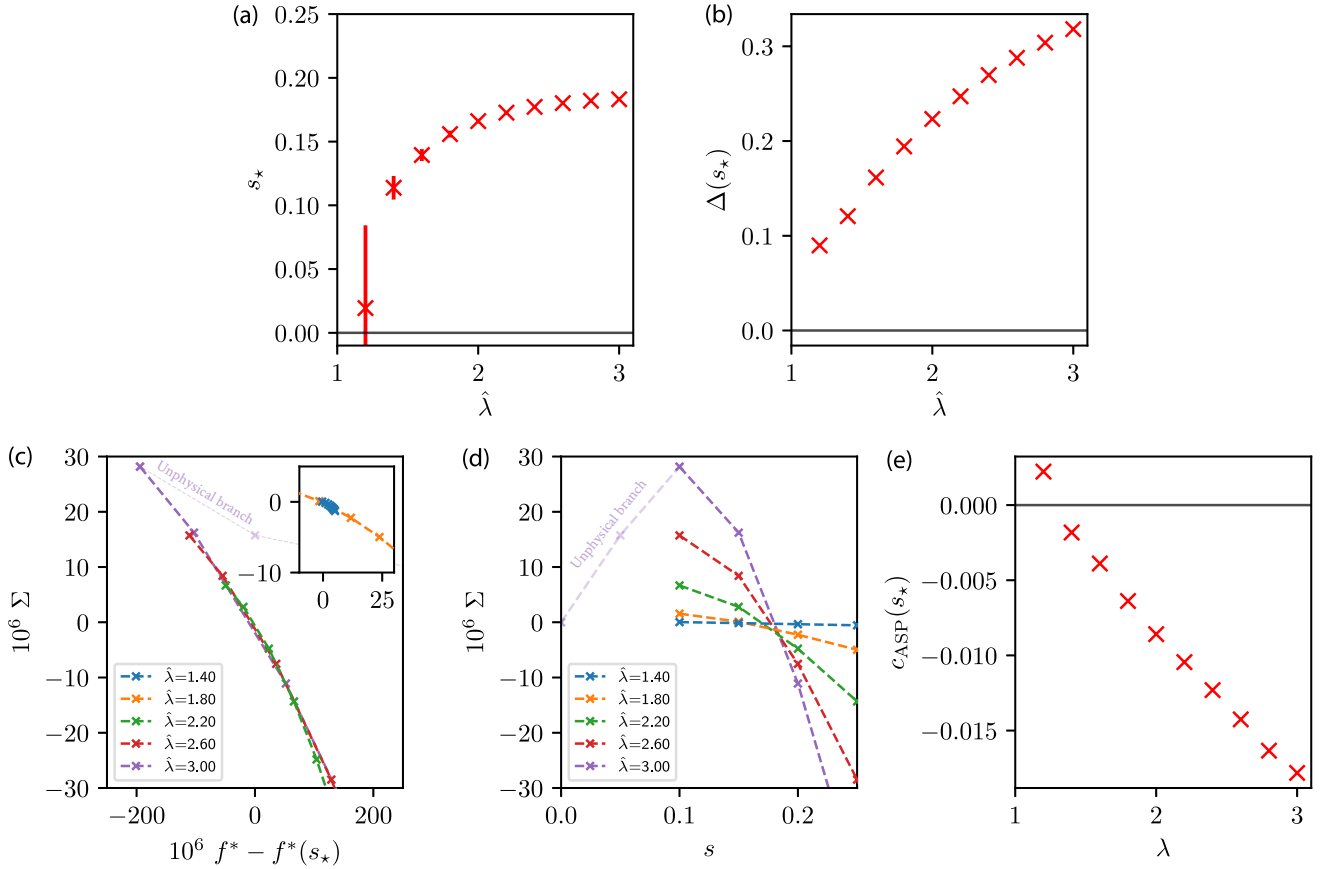 (a)
0.25
0.20
0.15
0.10
0.05
0.00
s⋆
1
2
3
λ̂
(b)
0.3
0.2
0.1
0.0
Δ(s⋆)
1
2
3
λ̂
(c)
30
20
10
0
−10
−20
−30
10⁶ Σ
Unphysical branch
0
−10
0
25
λ̂=1.40
λ̂=1.80
λ̂=2.20
λ̂=2.60
λ̂=3.00
−200
0
200
10⁶ f* − f*(s⋆)
(d)
30
20
10
0
−10
−20
−30
10⁶ Σ
Unphysical branch
λ̂=1.40
λ̂=1.80
λ̂=2.20
λ̂=2.60
λ̂=3.00
0.0
0.1
0.2
s
(e)
0.000
−0.005
−0.010
−0.015
c_ASP(s⋆)
1
2
3
λ